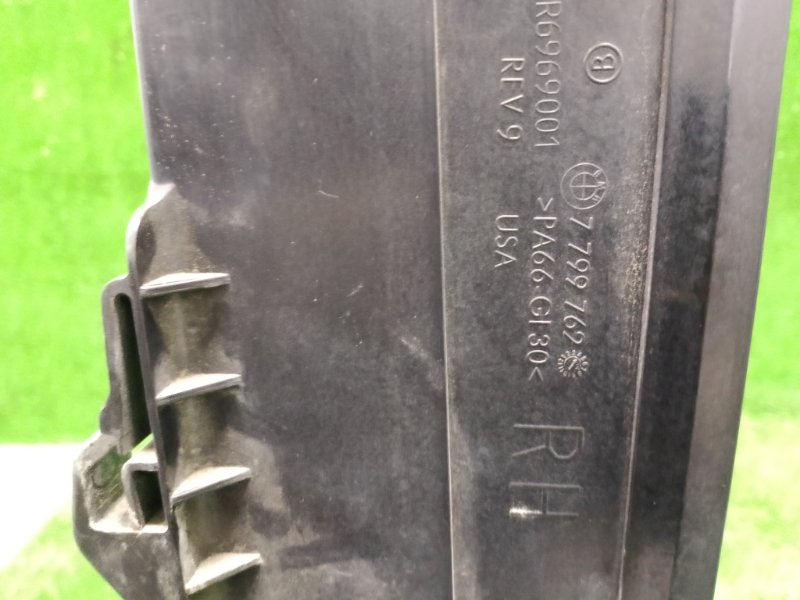 R6969001
REV 9
7 799 762
>PA66-GF30<
USA
RH